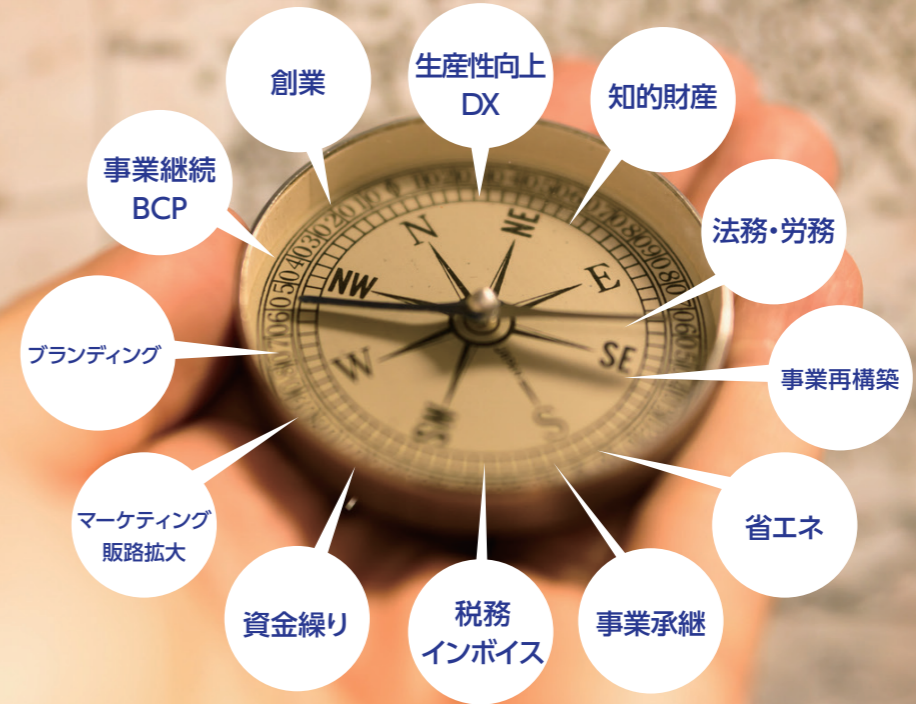 創業
生産性向上
DX
知的財産
法務・労務
事業再構築
省エネ
事業承継
税務
インボイス
資金繰り
マーケティング
販路拡大
ブランディング
事業継続
BCP
N
NE
E
SE
S
SW
W
NW